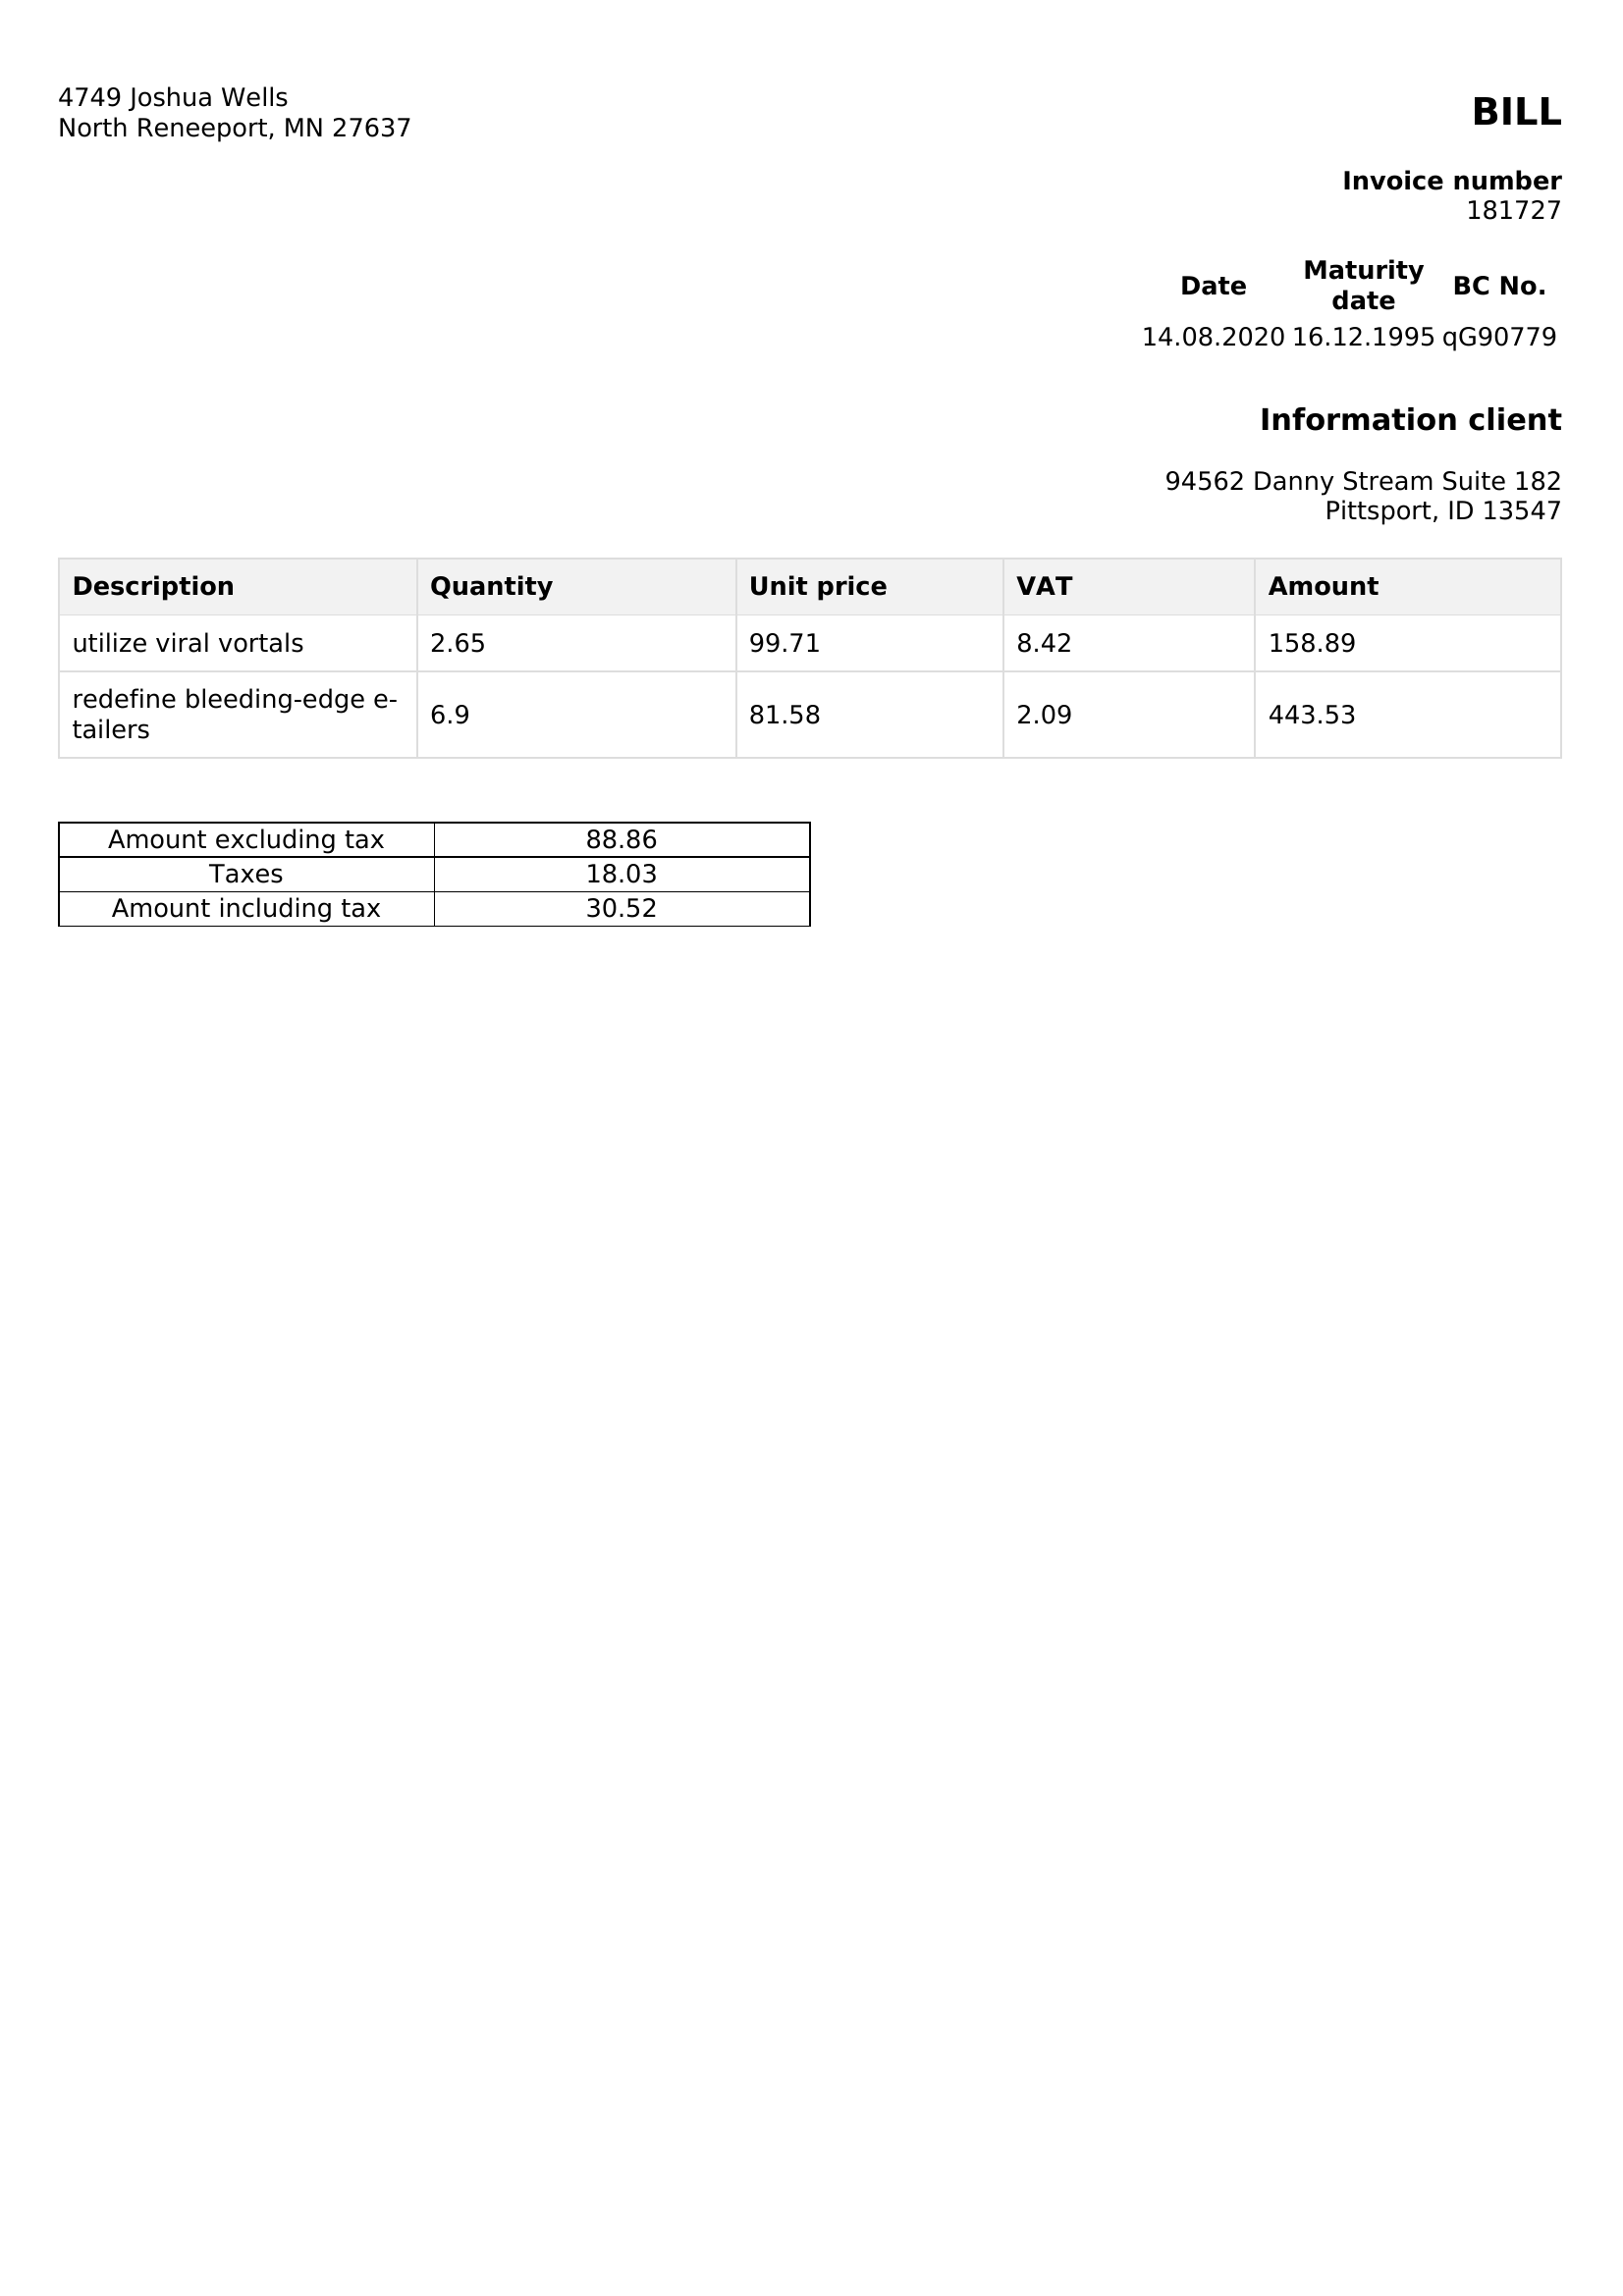 4749 Joshua Wells
North Reneeport, MN 27637
BILL
Invoice number
181727
Date Maturity date BC No.
14.08.2020 16.12.1995 qG90779
Information client
94562 Danny Stream Suite 182
Pittsport, ID 13547
Description Quantity Unit price VAT Amount
utilize viral vortals 2.65 99.71 8.42 158.89
redefine bleeding-edge e-
tailers 6.9 81.58 2.09 443.53
Amount excluding tax 88.86
Taxes 18.03
Amount including tax 30.52